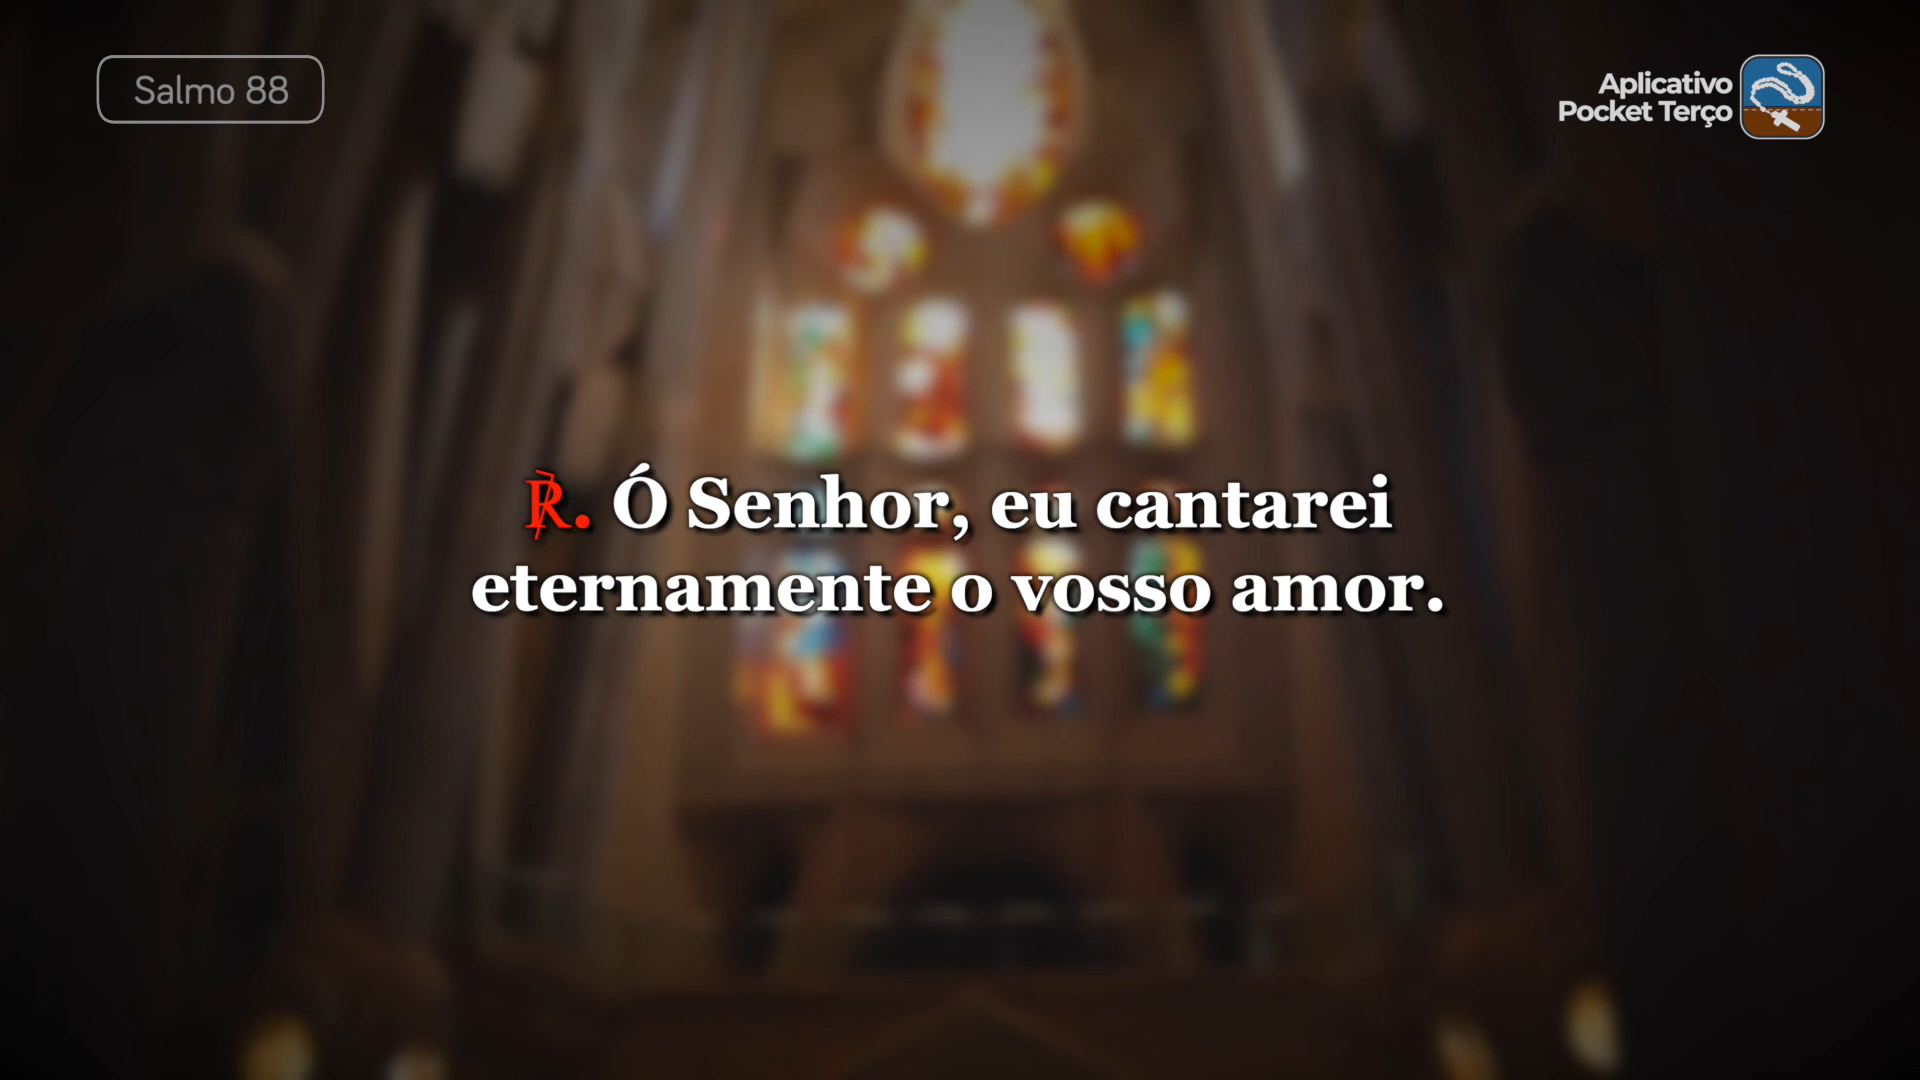 Salmo 88
Aplicativo
Pocket Terço
℟. Ó Senhor, eu cantarei
eternamente o vosso amor.